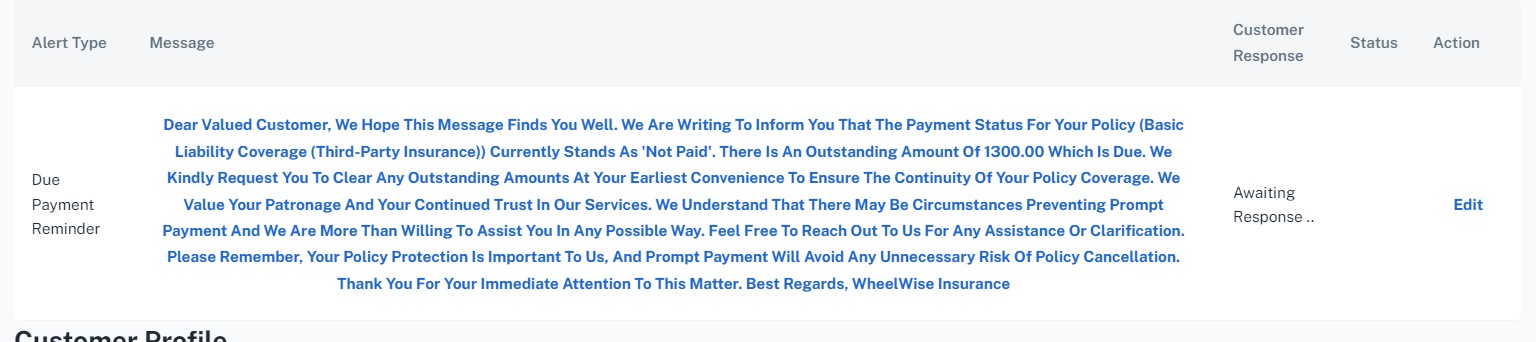 Alert Type
Message
Customer
Response
Status
Action
Due
Payment
Reminder
Dear Valued Customer, We Hope This Message Finds You Well. We Are Writing To Inform You That The Payment Status For Your Policy (Basic
Liability Coverage (Third-Party Insurance)) Currently Stands As 'Not Paid'. There Is An Outstanding Amount Of 1300.00 Which Is Due. We
Kindly Request You To Clear Any Outstanding Amounts At Your Earliest Convenience To Ensure The Continuity Of Your Policy Coverage. We
Value Your Patronage And Your Continued Trust In Our Services. We Understand That There May Be Circumstances Preventing Prompt
Payment And We Are More Than Willing To Assist You In Any Possible Way. Feel Free To Reach Out To Us For Any Assistance Or Clarification.
Please Remember, Your Policy Protection Is Important To Us, And Prompt Payment Will Avoid Any Unnecessary Risk Of Policy Cancellation.
Thank You For Your Immediate Attention To This Matter. Best Regards, WheelWise Insurance
Awaiting
Response ..
Edit
Customer Profile